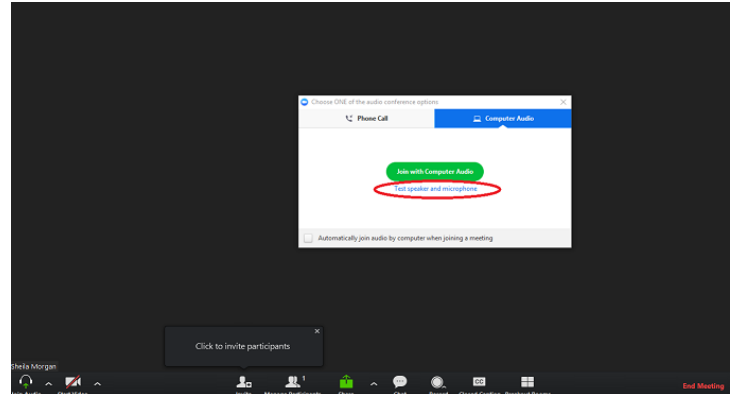 Choose ONE of the audio conference options
Phone Call
Computer Audio
Join with Computer Audio
Test speaker and microphone
Automatically join audio by computer when joining a meeting
Click to invite participants
Sheila Morgan
1
CC
Join Audio
Start Video
Invite
Manage Participants
Share
Chat
Record
Closed Caption
Breakout Rooms
End Meeting